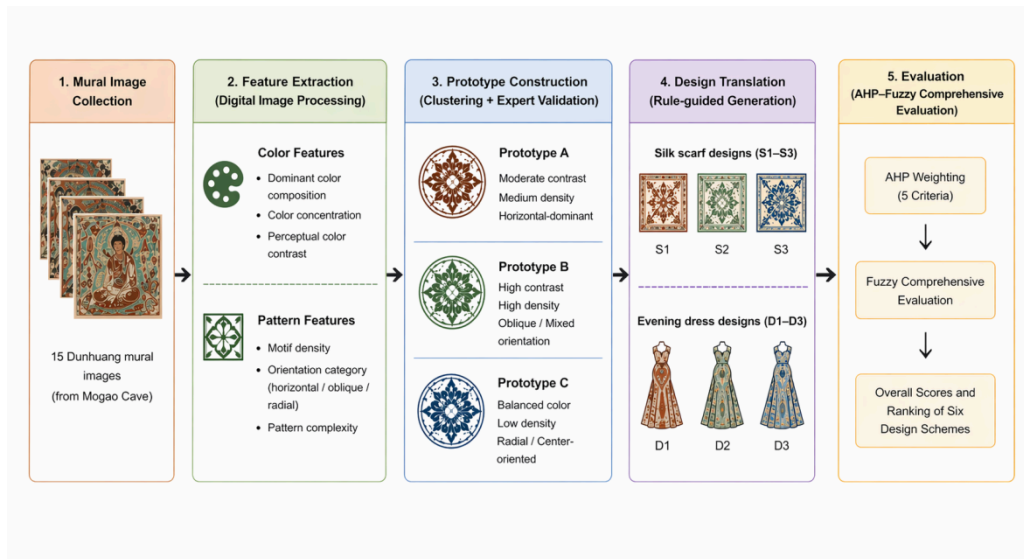 1. Mural Image
Collection
15 Dunhuang mural
images
(from Mogao Cave)
2. Feature Extraction
(Digital Image Processing)
Color Features
• Dominant color
composition
• Color concentration
• Perceptual color
contrast
Pattern Features
• Motif density
• Orientation category
(horizontal / oblique /
radial)
• Pattern complexity
3. Prototype Construction
(Clustering + Expert Validation)
Prototype A
Moderate contrast
Medium density
Horizontal-dominant
Prototype B
High contrast
High density
Oblique / Mixed
orientation
Prototype C
Balanced color
Low density
Radial / Center-
oriented
4. Design Translation
(Rule-guided Generation)
Silk scarf designs (S1–S3)
S1 S2 S3
Evening dress designs (D1–D3)
D1 D2 D3
5. Evaluation
(AHP–Fuzzy Comprehensive
Evaluation)
AHP Weighting
(5 Criteria)
Fuzzy Comprehensive
Evaluation
Overall Scores and
Ranking of Six
Design Schemes